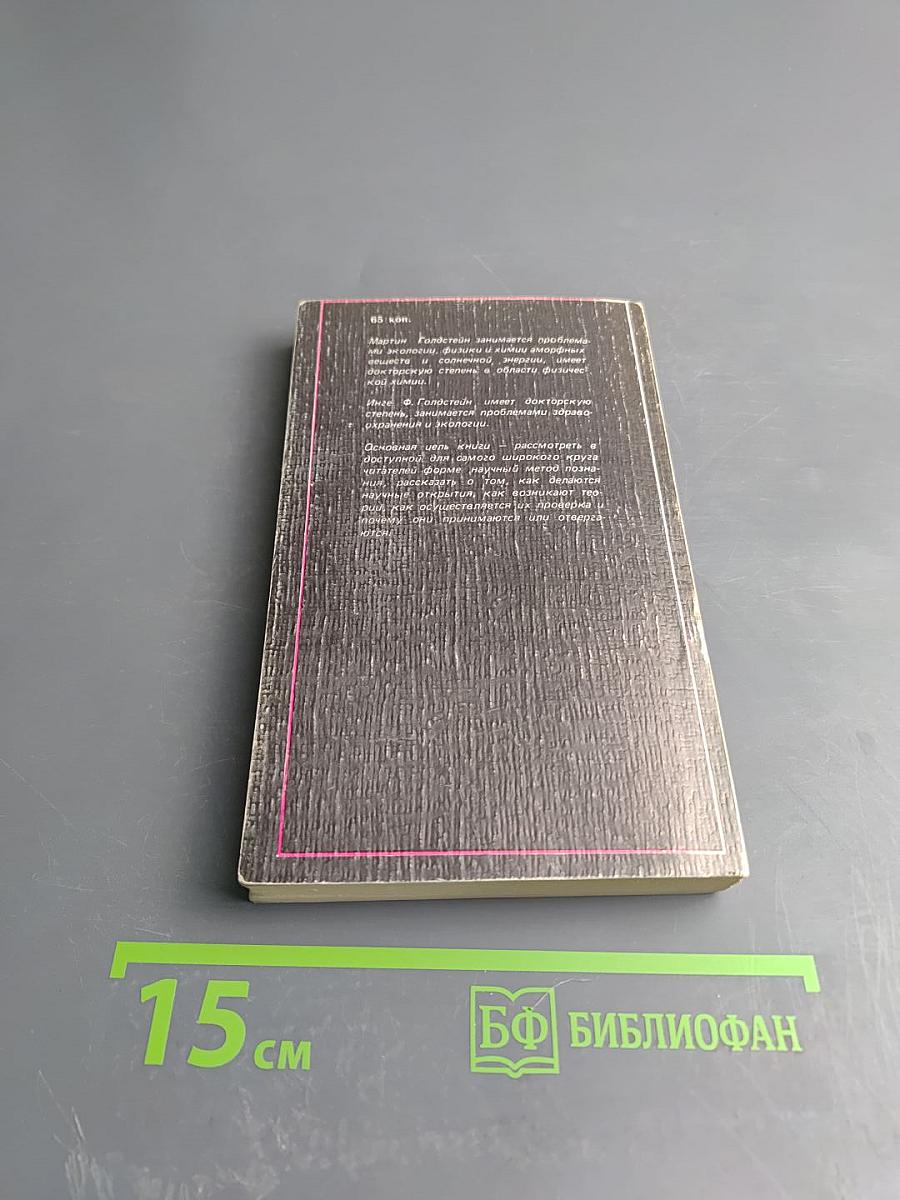 65 коп.
Мартин Голдстейн занимается проблема-
ми экологии, физики и химии аморфных
веществ и солнечной энергии, имеет
докторскую степень в области физичес-
кой химии.
Инге Ф. Голдстейн имеет докторскую
степень, занимается проблемами здраво-
охранения и экологии.
Основная цель книги – рассмотреть в
доступной для самого широкого круга
читателей форме научный метод позна-
ния, рассказать о том, как делаются
научные открытия, как возникают тео-
рии, как осуществляется их проверка и
почему они принимаются или отверга-
ются.
15 см
БФ БИБЛИОФАН